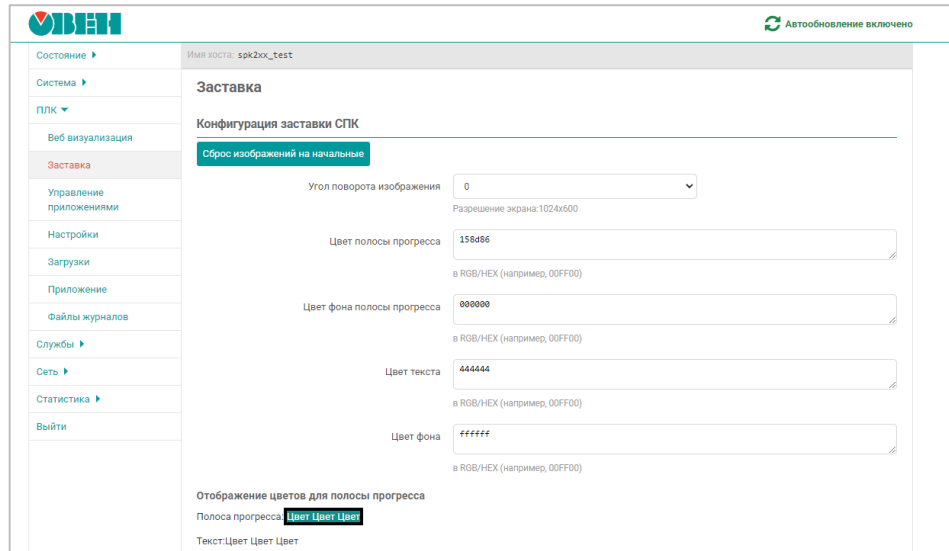 ОВЕН
Автообновление включено
Состояние
Имя хоста: spk2xx_test
Система
ПЛК
Веб визуализация
Заставка
Управление
приложениями
Настройки
Загрузки
Приложение
Файлы журналов
Службы
Сеть
Статистика
Выйти
Заставка
Конфигурация заставки СПК
Сброс изображений на начальные
Угол поворота изображения 0
Разрешение экрана:1024x600
Цвет полосы прогресса 158d86
в RGB/HEX (например, 00FF00)
Цвет фона полосы прогресса 000000
в RGB/HEX (например, 00FF00)
Цвет текста 444444
в RGB/HEX (например, 00FF00)
Цвет фона ffffff
в RGB/HEX (например, 00FF00)
Отображение цветов для полосы прогресса
Полоса прогресса: Цвет Цвет Цвет
Текст:Цвет Цвет Цвет